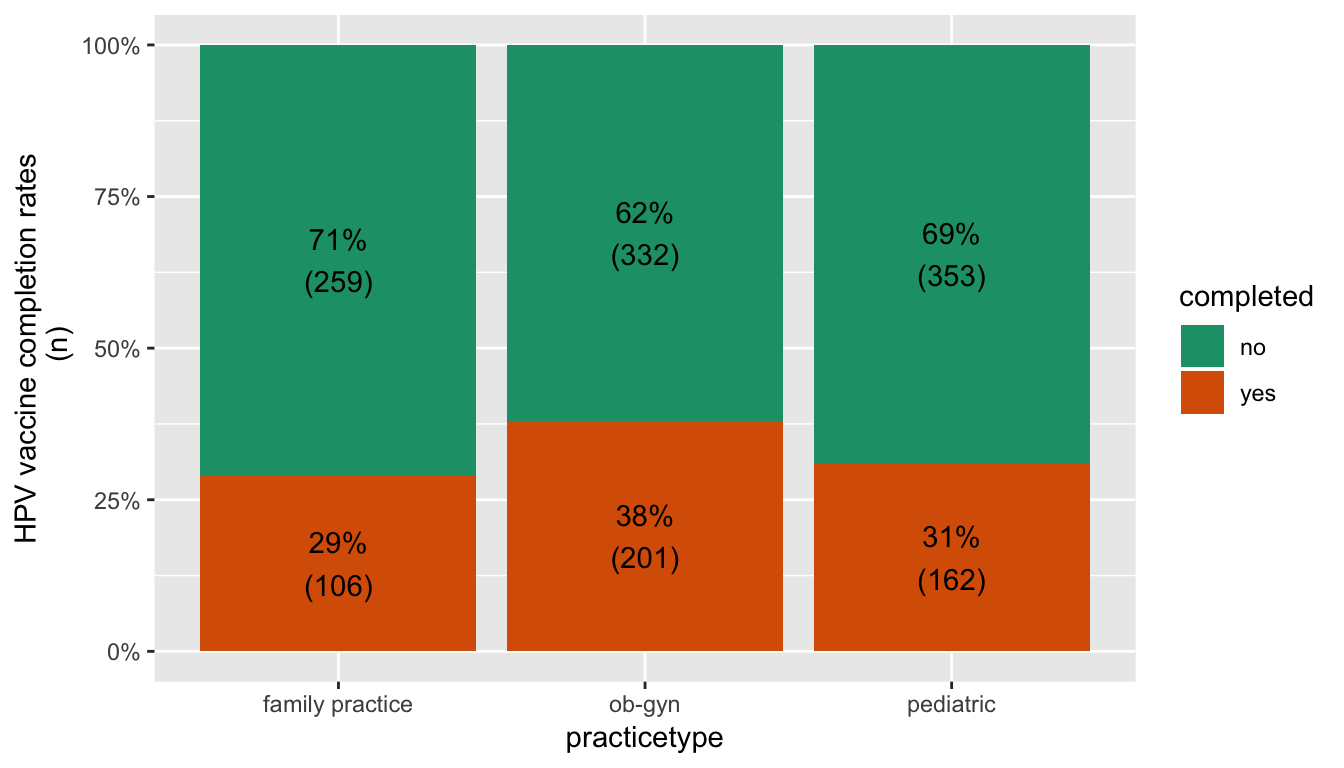 HPV vaccine completion rates
(n)
100%
75%
50%
25%
0%
71%
(259)
62%
(332)
69%
(353)
29%
(106)
38%
(201)
31%
(162)
family practice
ob-gyn
pediatric
practicetype
completed
no
yes